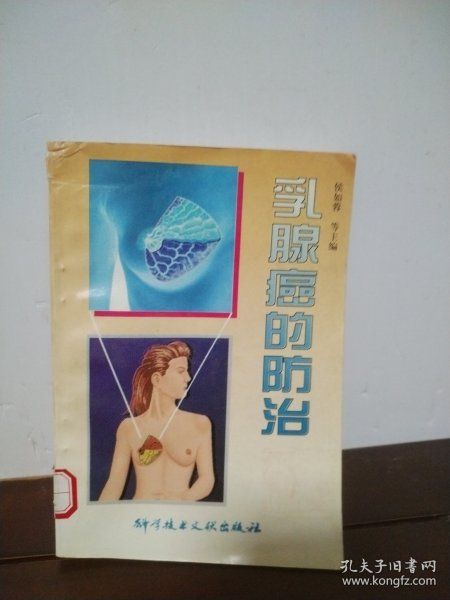 乳腺癌的防治
侯如蓉 等主编
科学技术文献出版社
孔夫子旧书网
www.kongfz.com